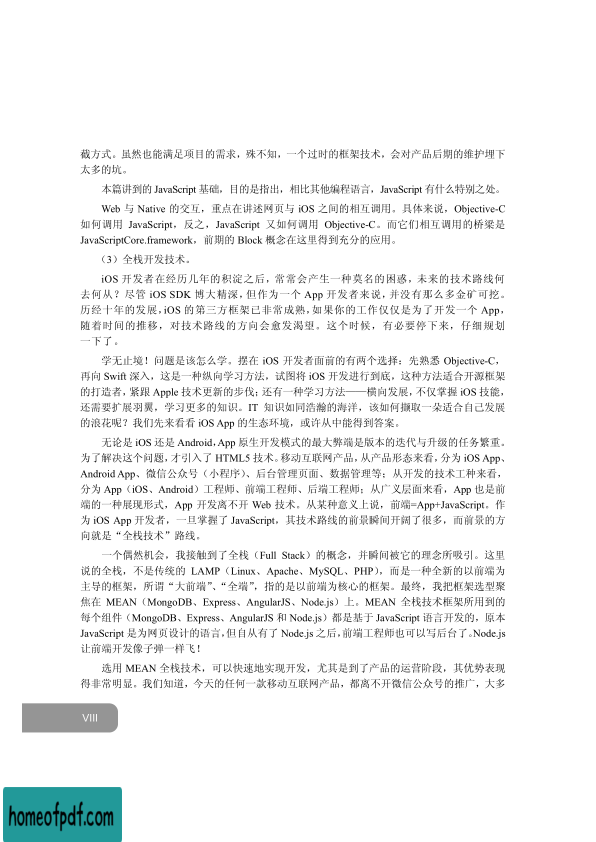 截方式。虽然也能满足项目的需求，殊不知，一个过时的框架技术，会对产品后期的维护埋下
太多的坑。
本篇讲到的 JavaScript 基础，目的是指出，相比其他编程语言，JavaScript 有什么特别之处。
Web 与 Native 的交互，重点在讲述网页与 iOS 之间的相互调用。具体来说，Objective-C
如何调用 JavaScript，反之，JavaScript 又如何调用 Objective-C。而它们相互调用的桥梁是
JavaScriptCore.framework，前期的 Block 概念在这里得到充分的应用。
（3）全栈开发技术。
iOS 开发者在经历几年的积淀之后，常常会产生一种莫名的困惑，未来的技术路线何
去何从？尽管 iOS SDK 博大精深，但作为一个 App 开发者来说，并没有那么多金矿可挖。
历经十年的发展，iOS 的第三方框架已非常成熟，如果你的工作仅仅是为了开发一个 App，
随着时间的推移，对技术路线的方向会愈发渴望。这个时候，有必要停下来，仔细规划
一下了。
学无止境！问题是该怎么学。摆在 iOS 开发者面前的有两个选择：先熟悉 Objective-C，
再向 Swift 深入，这是一种纵向学习方法，试图将 iOS 开发进行到底，这种方法适合开源框架
的打造者，紧跟 Apple 技术更新的步伐；还有一种学习方法——横向发展，不仅掌握 iOS 技能，
还需要扩展羽翼，学习更多的知识。IT 知识如同浩瀚的海洋，该如何撷取一朵适合自己发展
的浪花呢？我们先来看看 iOS App 的生态环境，或许从中能得到答案。
无论是 iOS 还是 Android，App 原生开发模式的最大弊端是版本的迭代与升级的任务繁重。
为了解决这个问题，才引入了 HTML5 技术。移动互联网产品，从产品形态来看，分为 iOS App、
Android App、微信公众号（小程序）、后台管理页面、数据管理等；从开发的技术工种来看，
分为 App（iOS、Android）工程师、前端工程师、后端工程师；从广义层面来看，App 也是前
端的一种展现形式，App 开发离不开 Web 技术。从某种意义上说，前端=App+JavaScript。作
为 iOS App 开发者，一旦掌握了 JavaScript，其技术路线的前景瞬间开阔了很多，而前景的方
向就是“全栈技术”路线。
一个偶然机会，我接触到了全栈（Full Stack）的概念，并瞬间被它的理念所吸引。这里
说的全栈，不是传统的 LAMP（Linux、Apache、MySQL、PHP），而是一种全新的以前端为
主导的框架，所谓“大前端”、“全端”，指的是以前端为核心的框架。最终，我把框架选型聚
焦在 MEAN（MongoDB、Express、AngularJS、Node.js）上。MEAN 全栈技术框架所用到的
每个组件（MongoDB、Express、AngularJS 和 Node.js）都是基于 JavaScript 语言开发的，原本
JavaScript 是为网页设计的语言，但自从有了 Node.js 之后，前端工程师也可以写后台了。Node.js
让前端开发像子弹一样飞！
选用 MEAN 全栈技术，可以快速地实现开发，尤其是到了产品的运营阶段，其优势表现
得非常明显。我们知道，今天的任何一款移动互联网产品，都离不开微信公众号的推广，大多
VIII
homeofpdf.com